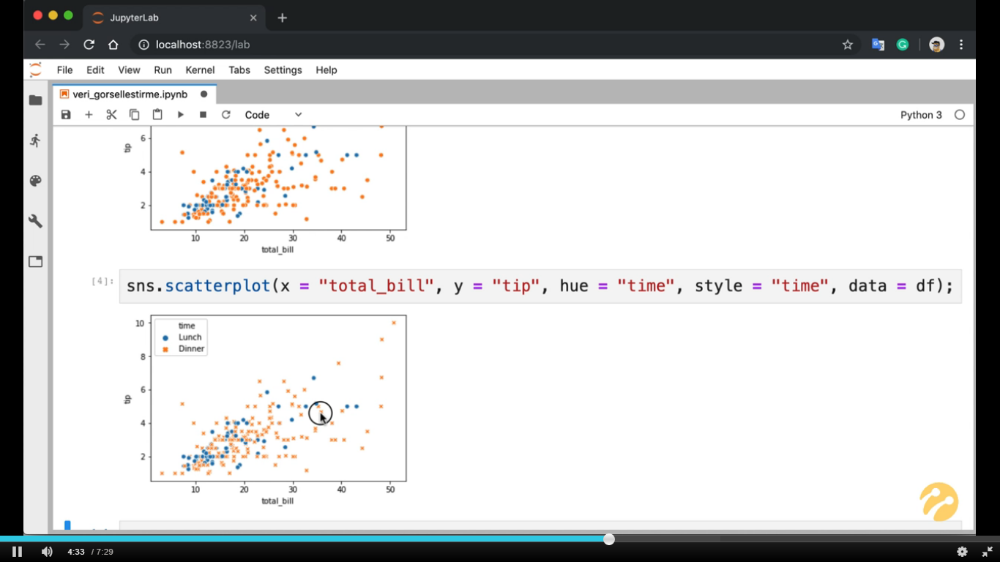 JupyterLab
localhost:8823/lab
File Edit View Run Kernel Tabs Settings Help
veri_gorsellestirme.ipynb
Code Python 3
6
tip
4
2
10 20 30 40 50
total_bill
[4]: sns.scatterplot(x = "total_bill", y = "tip", hue = "time", style = "time", data = df);
10
time
Lunch
Dinner
8
6
tip
4
2
10 20 30 40 50
total_bill
4:33 / 7:29